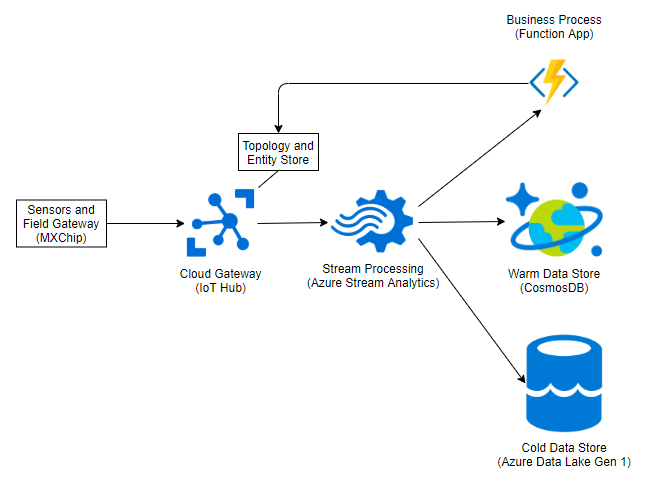 Business Process
(Function App)
Topology and
Entity Store
Sensors and
Field Gateway
(MXChip)
Cloud Gateway
(IoT Hub)
Stream Processing
(Azure Stream Analytics)
Warm Data Store
(CosmosDB)
Cold Data Store
(Azure Data Lake Gen 1)